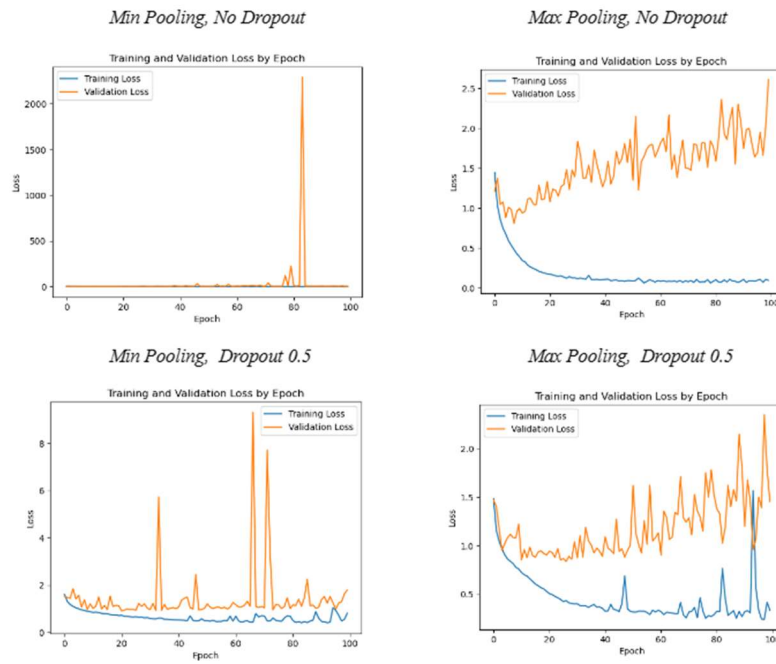 Min Pooling, No Dropout
Training and Validation Loss by Epoch
Training Loss
Validation Loss
2000
1500
1000
500
0
Loss
0 20 40 60 80 100
Epoch
Max Pooling, No Dropout
Training and Validation Loss by Epoch
Training Loss
Validation Loss
2.5
2.0
1.5
1.0
0.5
0.0
Loss
0 20 40 60 80 100
Epoch
Min Pooling, Dropout 0.5
Training and Validation Loss by Epoch
Training Loss
Validation Loss
8
6
4
2
0
Loss
0 20 40 60 80 100
Epoch
Max Pooling, Dropout 0.5
Training and Validation Loss by Epoch
Training Loss
Validation Loss
2.0
1.5
1.0
0.5
Loss
0 20 40 60 80 100
Epoch